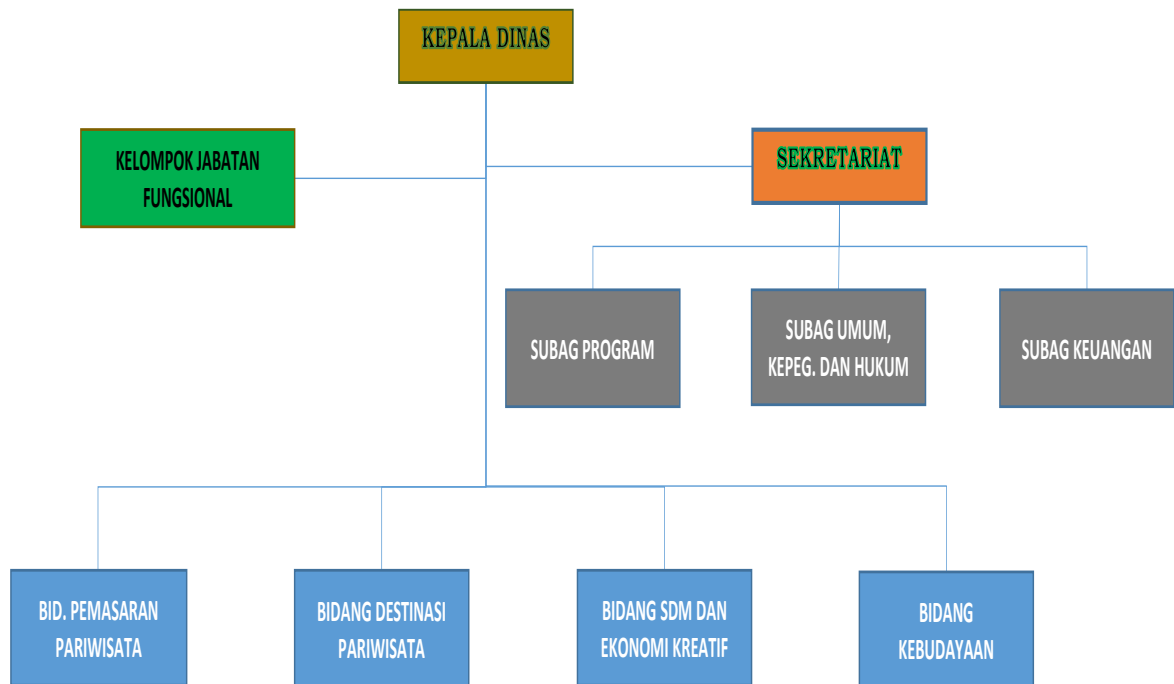 KEPALA DINAS
KELOMPOK JABATAN
FUNGSIONAL
SEKRETARIAT
SUBAG PROGRAM
SUBAG UMUM,
KEPEG. DAN HUKUM
SUBAG KEUANGAN
BID. PEMASARAN
PARIWISATA
BIDANG DESTINASI
PARIWISATA
BIDANG SDM DAN
EKONOMI KREATIF
BIDANG
KEBUDAYAAN